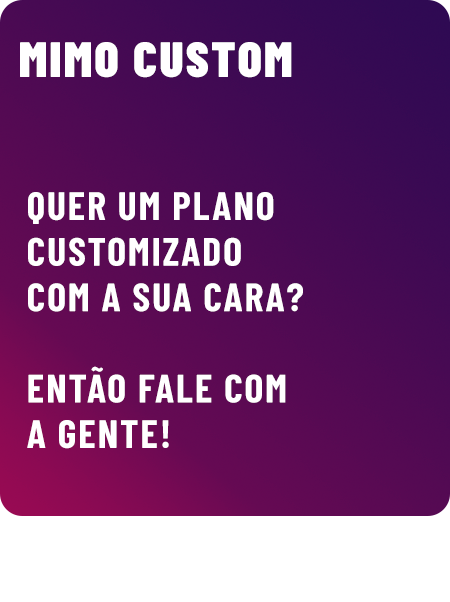 MIMO CUSTOM
QUER UM PLANO
CUSTOMIZADO
COM A SUA CARA?
ENTÃO FALE COM
A GENTE!